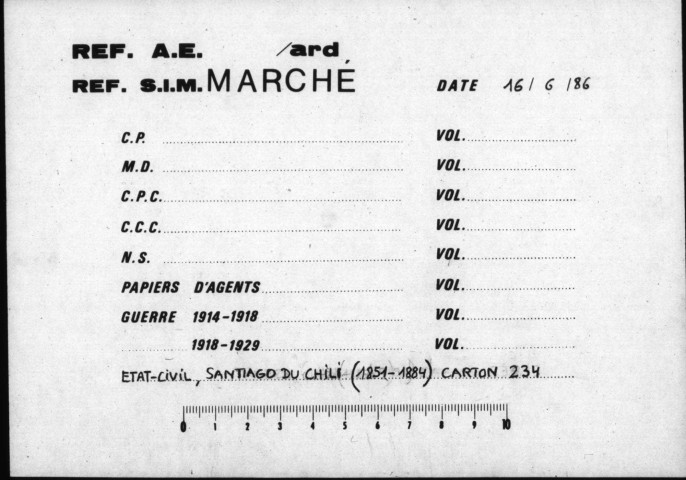 REF. A.E. /ard
REF. S.I.M. MARCHÉ DATE 16/6/86
C.P. VOL.
M.D. VOL.
C.P.C. VOL.
C.C.C. VOL.
N.S. VOL.
PAPIERS D'AGENTS VOL.
GUERRE 1914-1918 VOL.
1918-1929 VOL.
ETAT-CIVIL, SANTIAGO DU CHILI (1851-1884) CARTON 234
0 1 2 3 4 5 6 7 8 9 10